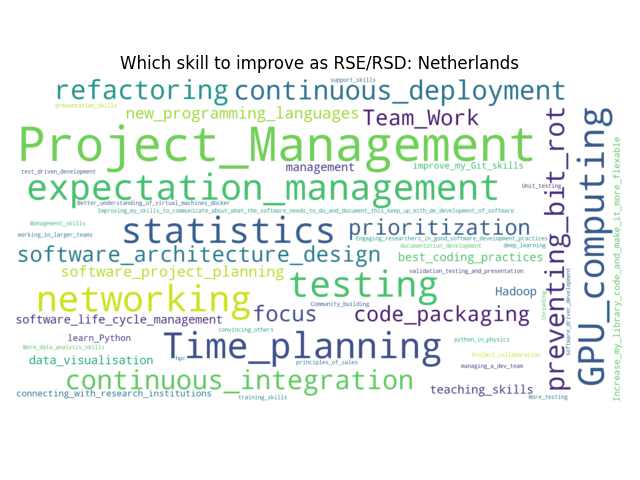 Which skill to improve as RSE/RSD: Netherlands
support_skills
refactoring continuous_deployment
presentation_skills
new_programming_languages Team_Work
Project_Management
test_driven_development management improve_my_Git_skills
expectation_management Unit_testing
Better_understanding_of_virtual_machines_docker
Improving_my_skills_to_communicate_about_what_the_software_needs_to_do_and_document_this_keep_up_with_de_development_of_software
Management_skills statistics prioritization
working_in_larger_teams Engaging_researchers_in_good_software_development_practices
documentation_development deep_learning
software_architecture_design best_coding_practices
software_project_planning testing validation_testing_and_presentation
networking Hadoop
Community_building
software_life_cycle_management focus code_packaging
convincing_others
learn_Python Time_planning python_in_physics
More_data_analysis_skills
data_visualisation hpc principles_of_sales Project_collaboration
managing_a_dev_team
continuous_integration teaching_skills
connecting_with_research_institutions training_skills More_testing
preventing_bit_rot
threading
software_driver_development
GPU_computing
Increase_my_library_code_and_make_it_more_flexable